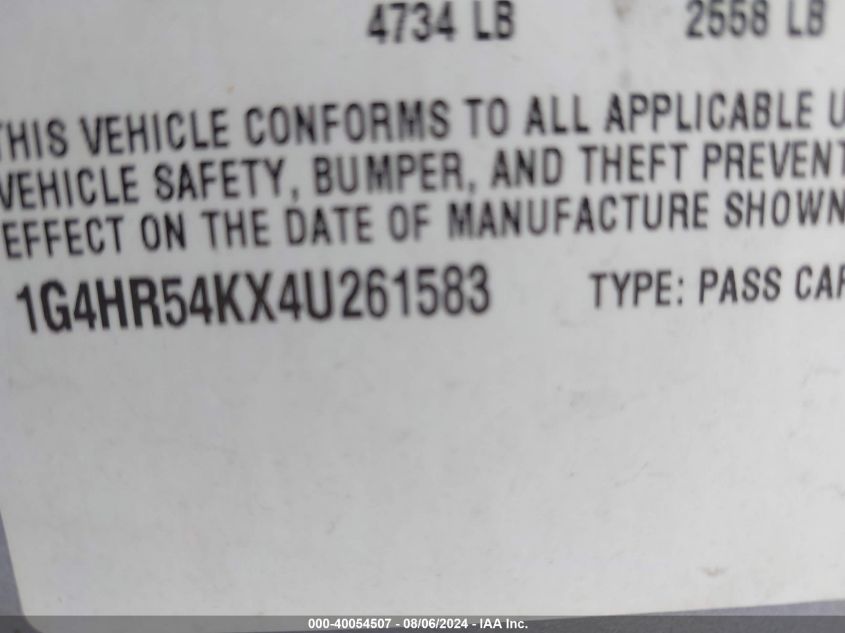 4734 LB 2558 LB
THIS VEHICLE CONFORMS TO ALL APPLICABLE U
VEHICLE SAFETY, BUMPER, AND THEFT PREVENT
EFFECT ON THE DATE OF MANUFACTURE SHOWN
1G4HR54KX4U261583 TYPE: PASS CAR
000-40054507 - 08/06/2024 - IAA Inc.